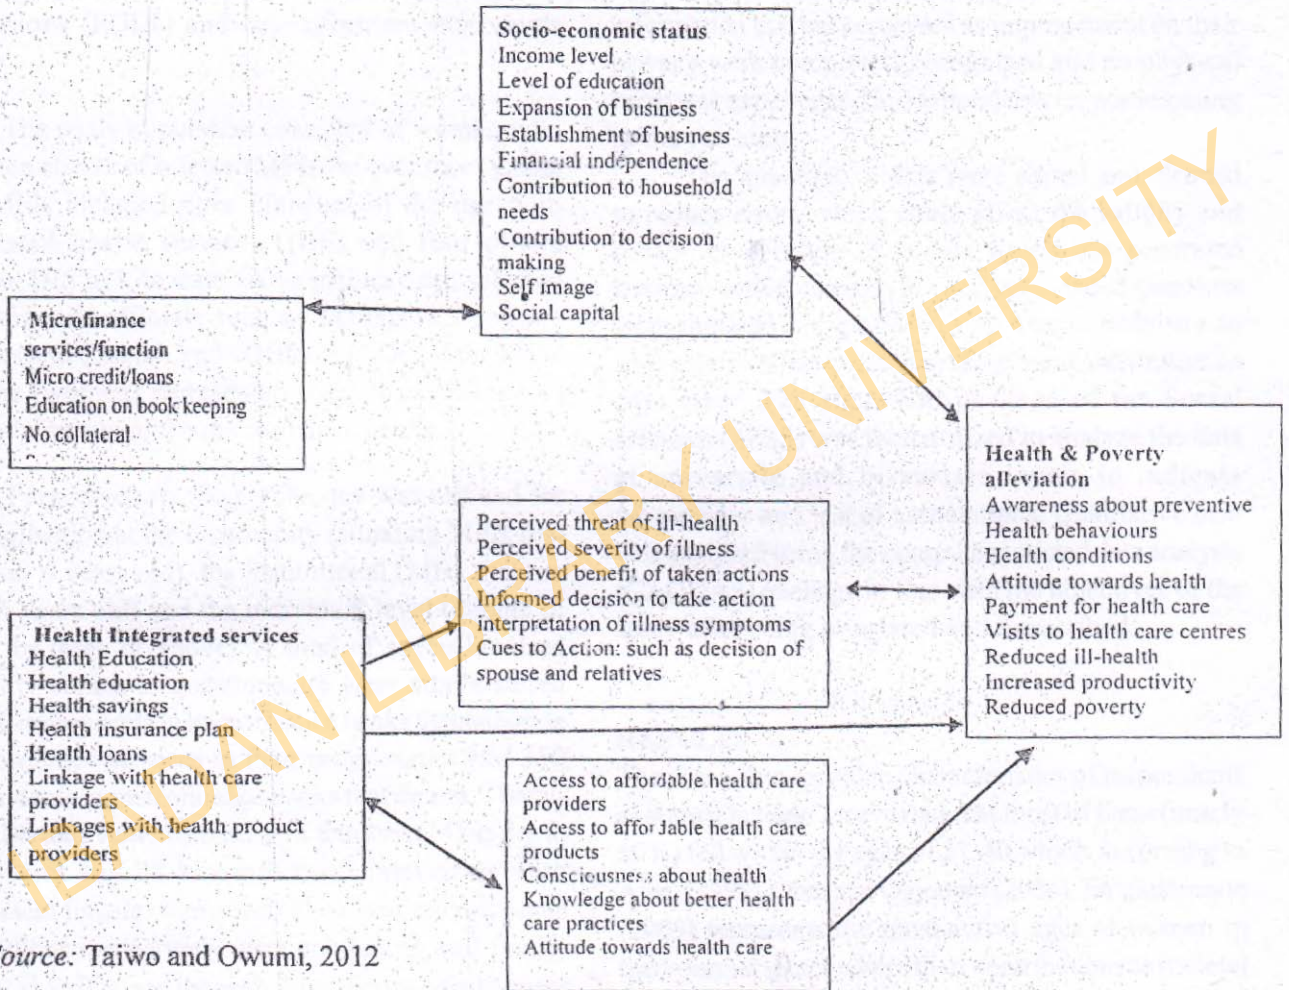 Socio-economic status
Income level
Level of education
Expansion of business
Establishment of business
Financial independence
Contribution to household
needs
Contribution to decision
making
Self image
Social capital
Microfinance
services/function
Micro credit/loans
Education on book keeping
No collateral
Health & Poverty
alleviation
Awareness about preventive
Health behaviours
Health conditions
Attitude towards health
Payment for health care
Visits to health care centres
Reduced ill-health
Increased productivity
Reduced poverty
Perceived threat of ill-health
Perceived severity of illness
Perceived benefit of taken actions
Informed decision to take action
interpretation of illness symptoms
Cues to Action: such as decision of
spouse and relatives
Health Integrated services
Health Education
Health education
Health savings
Health insurance plan
Health loans
Linkage with health care
providers
Linkages with health product
providers
Access to affordable health care
providers
Access to affordable health care
products
Consciousness about health
Knowledge about better health
care practices
Attitude towards health care
ource: Taiwo and Owumi, 2012
IBADAN LIBRARY UNIVERSITY